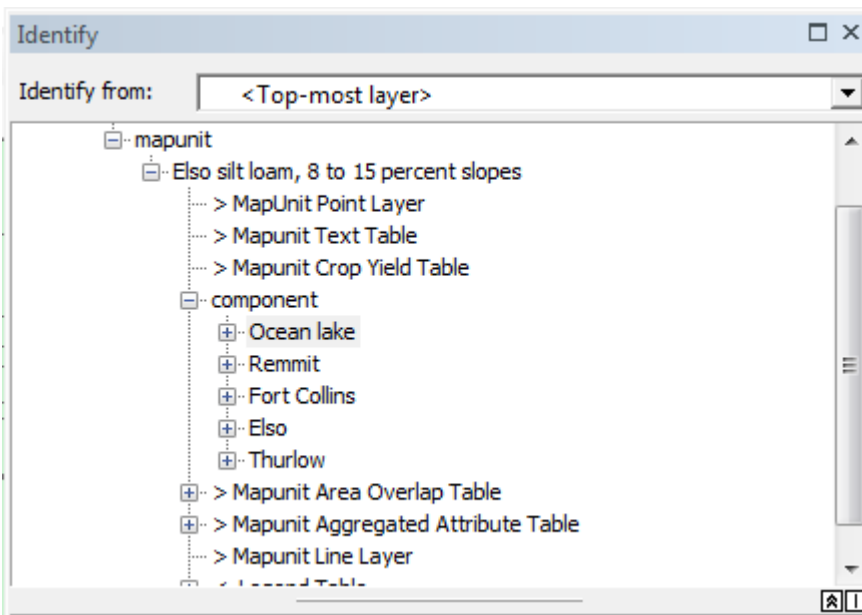 Identify
Identify from: <Top-most layer>
mapunit
Elso silt loam, 8 to 15 percent slopes
> MapUnit Point Layer
> Mapunit Text Table
> Mapunit Crop Yield Table
component
Ocean lake
Remmit
Fort Collins
Elso
Thurlow
> Mapunit Area Overlap Table
> Mapunit Aggregated Attribute Table
> Mapunit Line Layer
< Legend Table